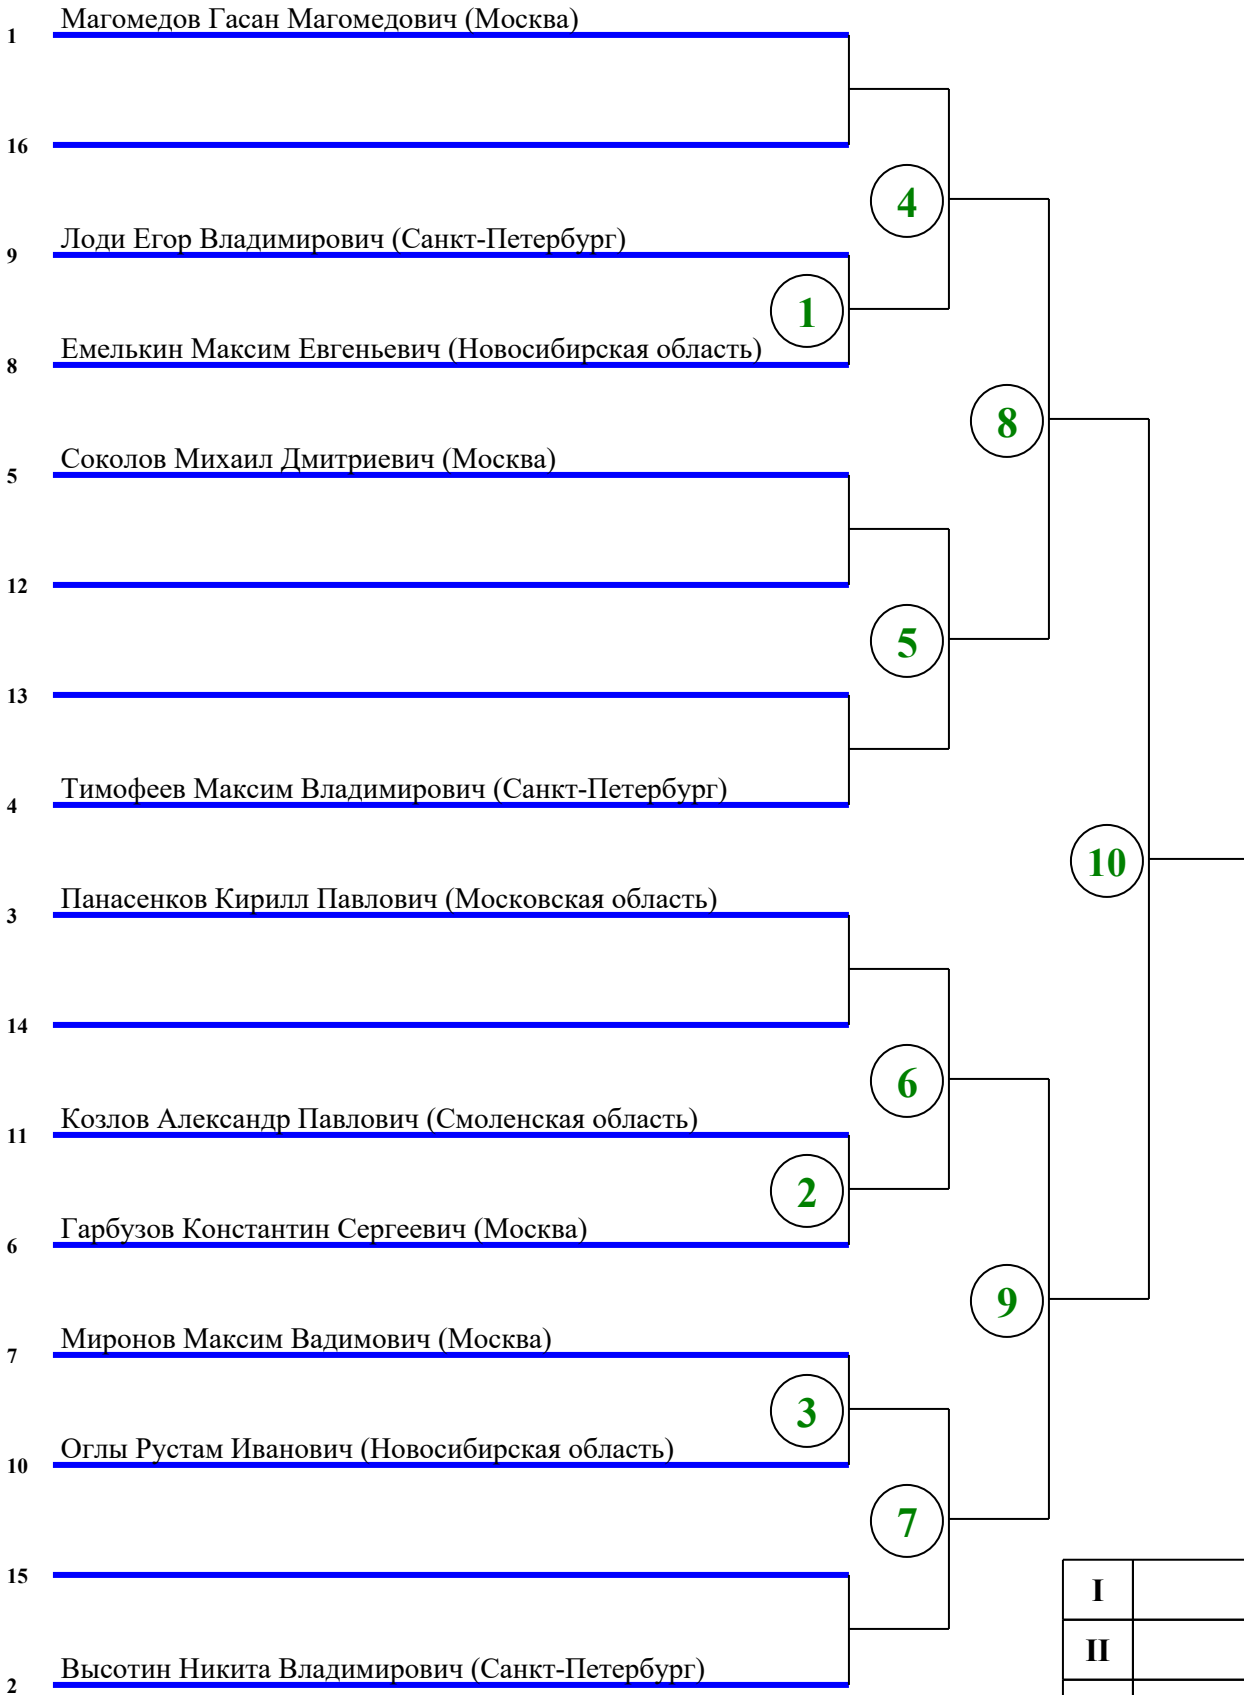 Магомедов Гасан Магомедович (Москва)
1
16
4
Лоди Егор Владимирович (Санкт-Петербург)
9
1
Емелькин Максим Евгеньевич (Новосибирская область)
8
8
Соколов Михаил Дмитриевич (Москва)
5
12
5
13
Тимофеев Максим Владимирович (Санкт-Петербург)
4
10
Панасенков Кирилл Павлович (Московская область)
3
14
6
Козлов Александр Павлович (Смоленская область)
11
2
Гарбузов Константин Сергеевич (Москва)
6
9
Миронов Максим Вадимович (Москва)
7
3
Оглы Рустам Иванович (Новосибирская область)
10
7
15
I
II
Высотин Никита Владимирович (Санкт-Петербург)
2